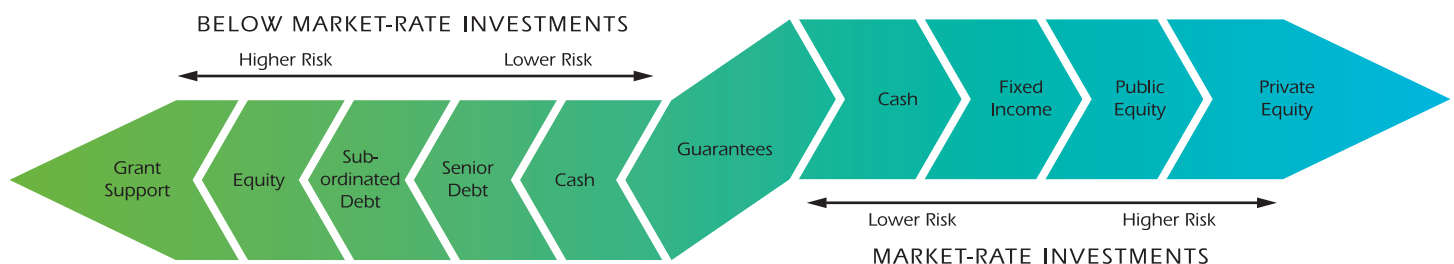 BELOW MARKET-RATE INVESTMENTS
Higher Risk
Lower Risk
Grant
Support
Equity
Sub-
ordinated
Debt
Senior
Debt
Cash
Guarantees
Cash
Fixed
Income
Public
Equity
Private
Equity
Lower Risk
Higher Risk
MARKET-RATE INVESTMENTS